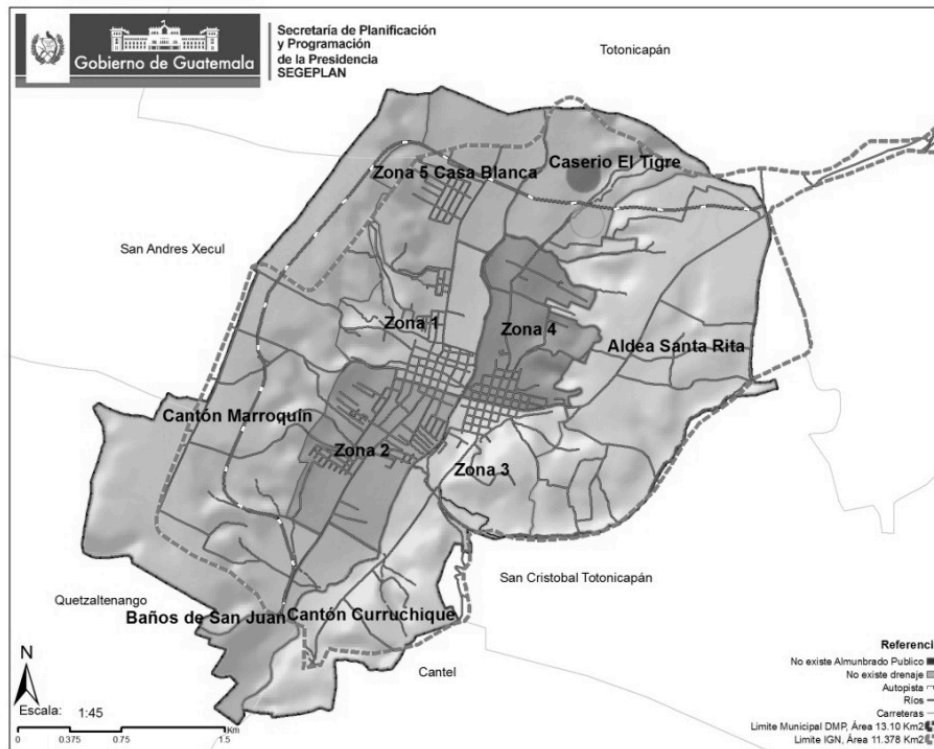 Gobierno de Guatemala
Secretaría de Planificación
y Programación
de la Presidencia
SEGEPLAN
Totonicapán
Caserio El Tigre
Zona 5 Casa Blanca
San Andres Xecul
Zona 1
Zona 4
Aldea Santa Rita
Cantón Marroquín
Zona 2
Zona 3
San Cristobal Totonicapán
Quetzaltenango
Baños de San Juan
Cantón Curruchique
Cantel
N
Escala: 1:45
Km
0 0.375 0.75 1.5
Referenci
No existe Almunbrado Publico
No existe drenaje
Autopista
Ríos
Carreteras
Limite Municipal DMP, Área 13.10 Km2
Limite IGN, Área 11.378 Km2